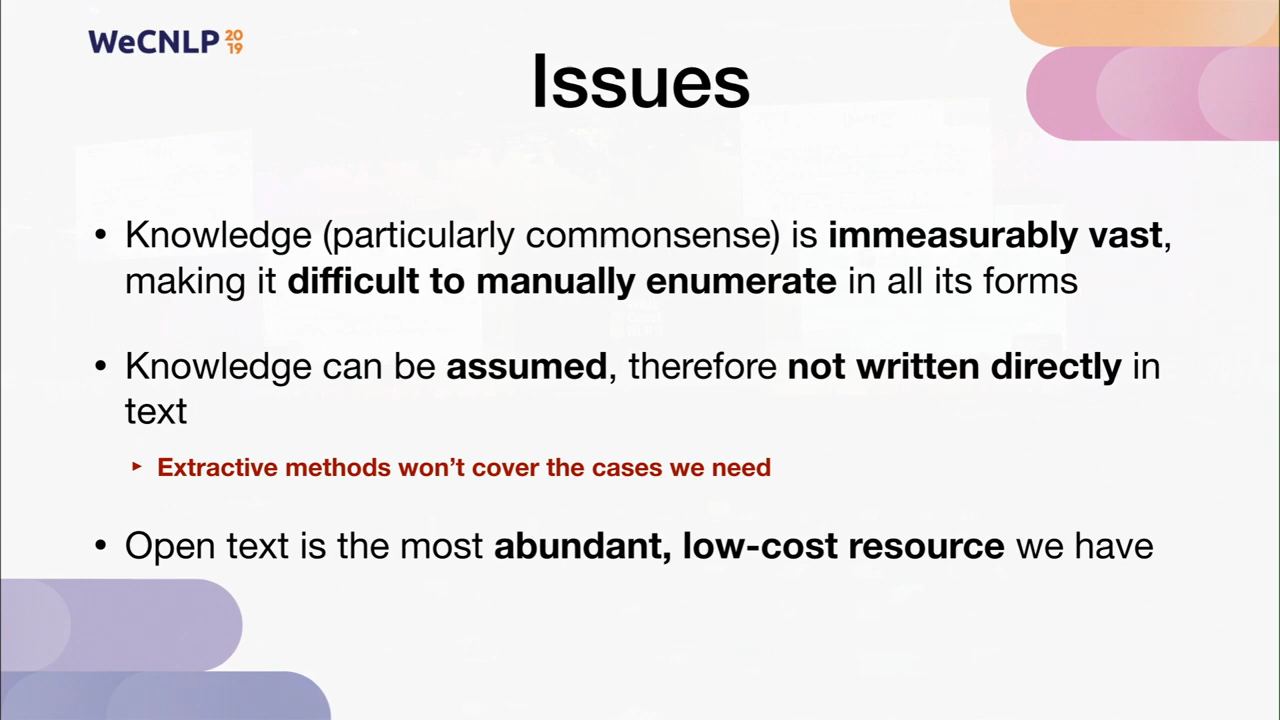 WeCNLP 2019
Issues
• Knowledge (particularly commonsense) is immeasurably vast,
making it difficult to manually enumerate in all its forms
• Knowledge can be assumed, therefore not written directly in
text
‣ Extractive methods won’t cover the cases we need
• Open text is the most abundant, low-cost resource we have